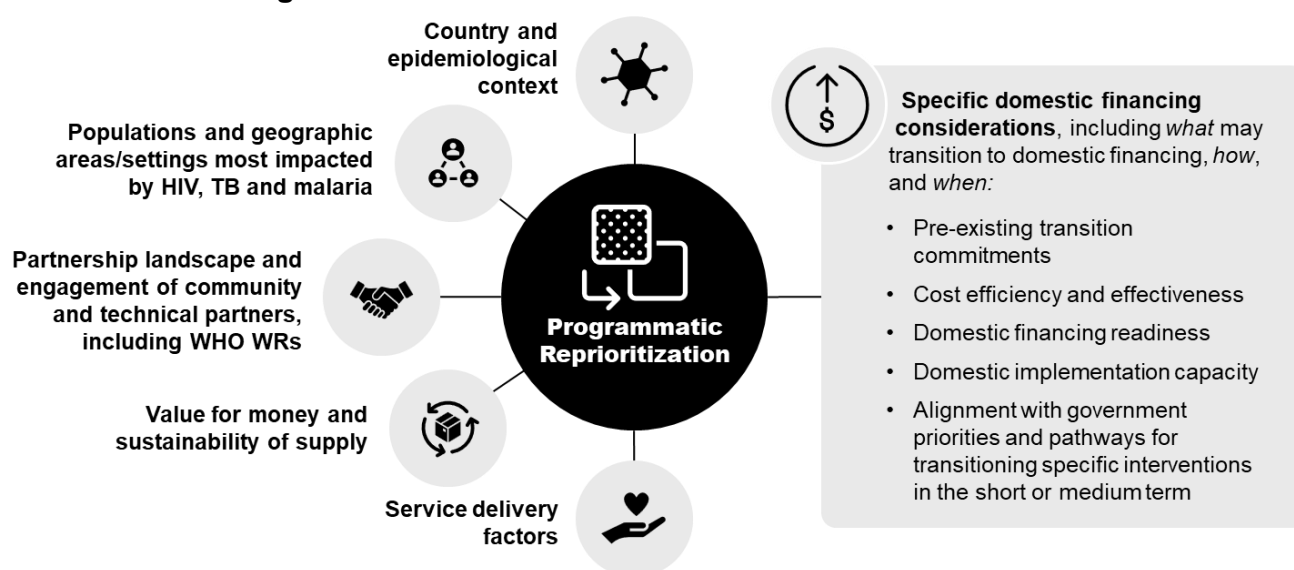 Country and
epidemiological
context
Populations and geographic
areas/settings most impacted
by HIV, TB and malaria
Partnership landscape and
engagement of community
and technical partners,
including WHO WRs
Value for money and
sustainability of supply
Service delivery
factors
Programmatic
Reprioritization
$
Specific domestic financing
considerations, including what may
transition to domestic financing, how,
and when:
• Pre-existing transition
commitments
• Cost efficiency and effectiveness
• Domestic financing readiness
• Domestic implementation capacity
• Alignment with government
priorities and pathways for
transitioning specific interventions
in the short or medium term